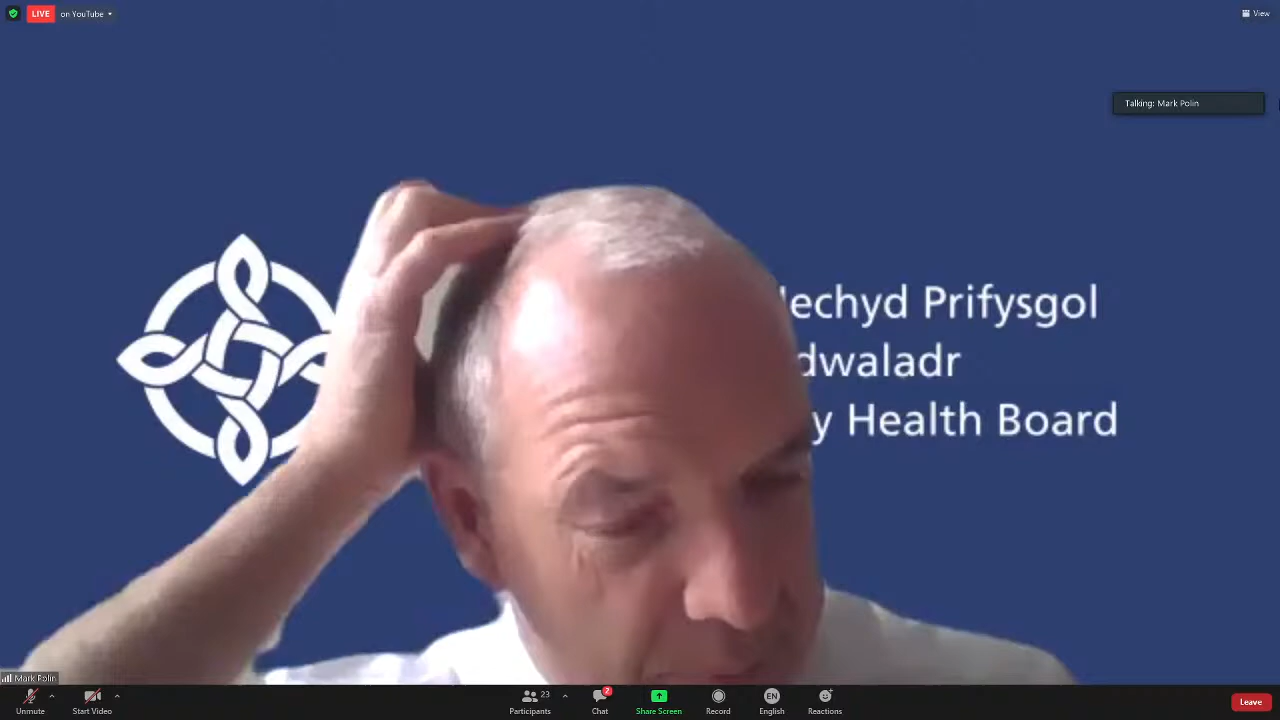 LIVE on YouTube
View
Talking: Mark Polin
Iechyd Prifysgol
dwaladr
y Health Board
Mark Polin
Unmute
Start Video
23
Participants
2
Chat
Share Screen
Record
EN
English
Reactions
Leave